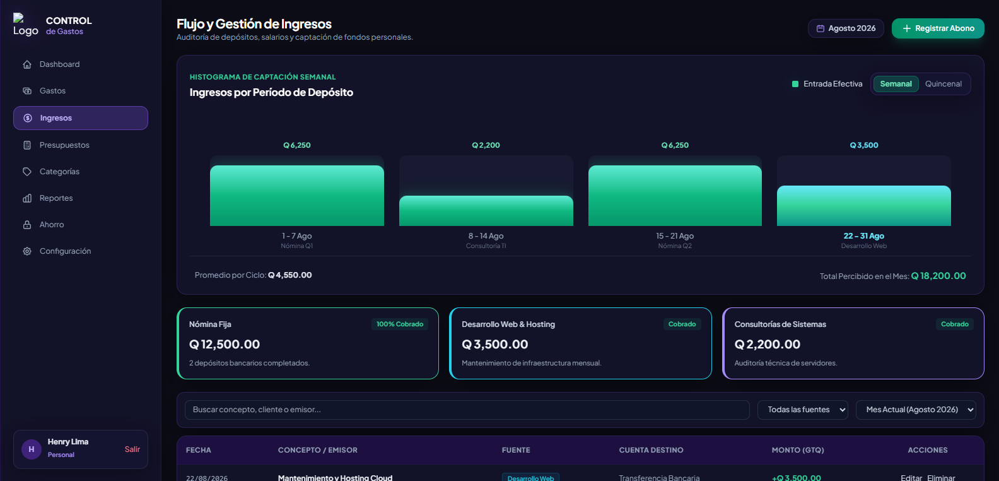 Logo
CONTROL
de Gastos
Dashboard
Gastos
Ingresos
Presupuestos
Categorías
Reportes
Ahorro
Configuración
H
Henry Lima
Personal
Salir
Flujo y Gestión de Ingresos
Auditoría de depósitos, salarios y captación de fondos personales.
Agosto 2026
+ Registrar Abono
HISTOGRAMA DE CAPTACIÓN SEMANAL
Ingresos por Período de Depósito
Entrada Efectiva
Semanal
Quincenal
Q 6,250
Q 2,200
Q 6,250
Q 3,500
1 - 7 Ago
Nómina Q1
8 - 14 Ago
Consultoría TI
15 - 21 Ago
Nómina Q2
22 - 31 Ago
Desarrollo Web
Promedio por Ciclo: Q 4,550.00
Total Percibido en el Mes: Q 18,200.00
Nómina Fija
100% Cobrado
Q 12,500.00
2 depósitos bancarios completados.
Desarrollo Web & Hosting
Cobrado
Q 3,500.00
Mantenimiento de infraestructura mensual.
Consultorías de Sistemas
Cobrado
Q 2,200.00
Auditoría técnica de servidores.
Buscar concepto, cliente o emisor...
Todas las fuentes
Mes Actual (Agosto 2026)
FECHA CONCEPTO / EMISOR FUENTE CUENTA DESTINO MONTO (GTQ) ACCIONES
22/08/2026 Mantenimiento y Hosting Cloud Desarrollo Web Transferencia Bancaria +Q 3,500.00 Editar Eliminar